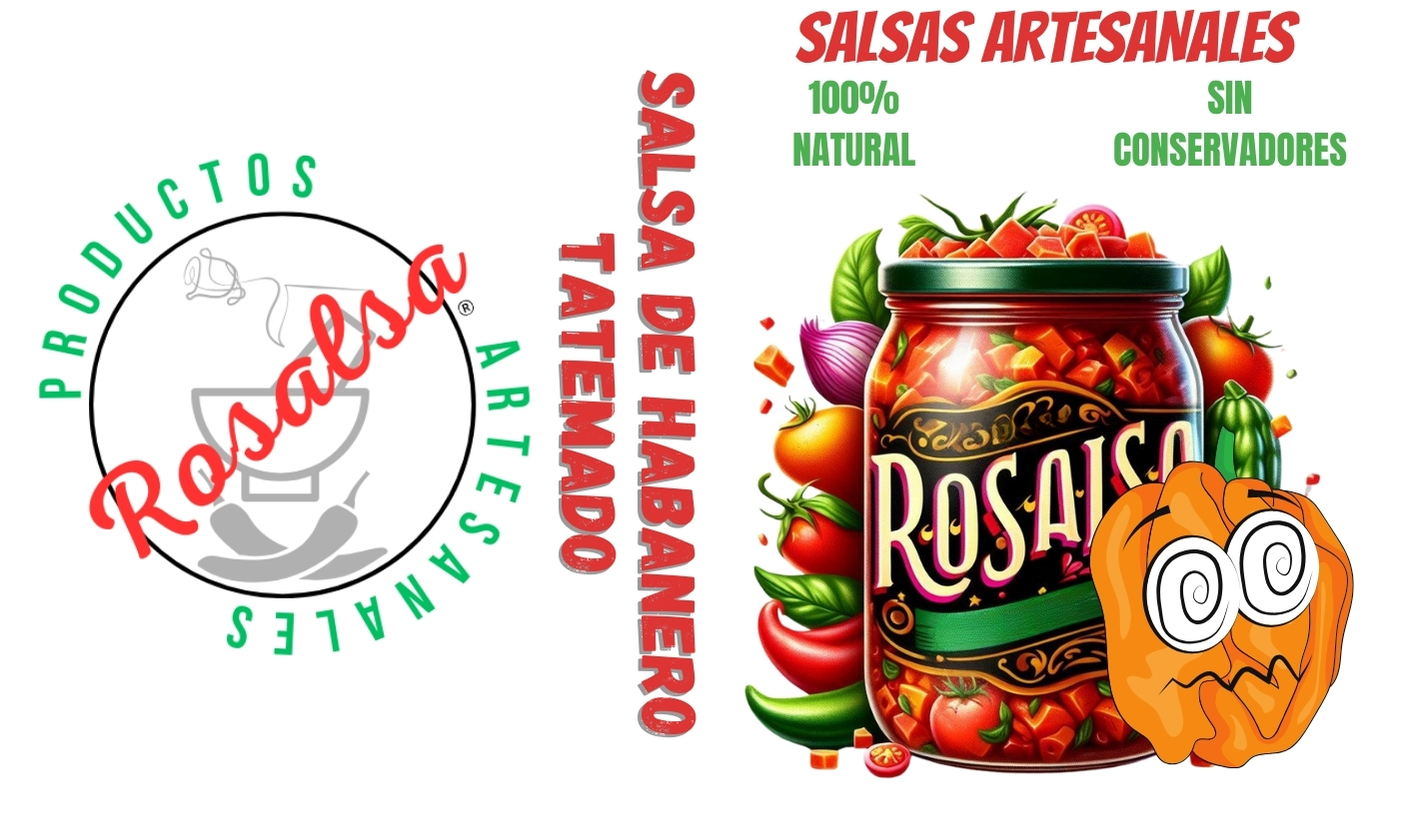 PRODUCTOS ARTESANALES
Rosalsa
®
SALSA DE HABANERO
TATEMADO
SALSAS ARTESANALES
100%
NATURAL
SIN
CONSERVADORES
ROSALSA